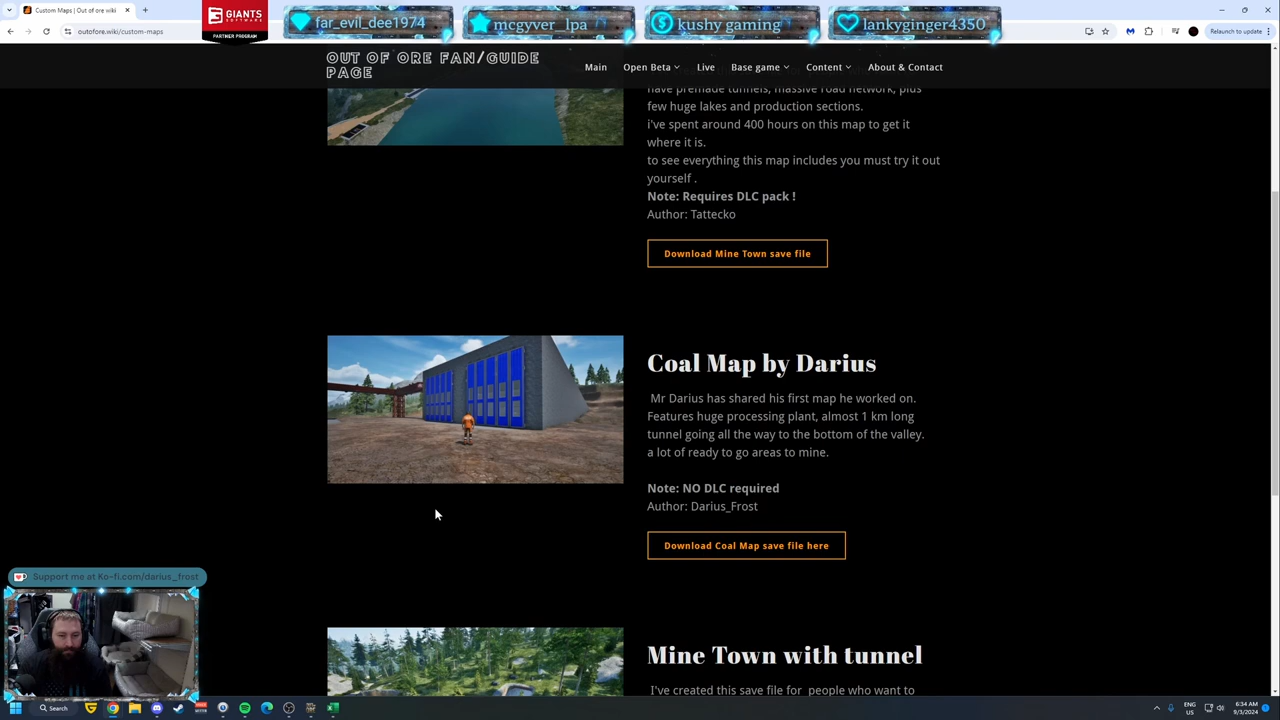 Custom Maps | Out of ore wiki
GIANTS
SOFTWARE
PARTNER PROGRAM
far_evil_dee1974
mcgyver_lpa
kushy gaming
lankyginger4350
outofore.wiki/custom-maps
Relaunch to update
OUT OF ORE FAN/GUIDE
PAGE
Main
Open Beta
Live
Base game
Content
About & Contact
have premade tunnels, massive road network, plus
few huge lakes and production sections.
i've spent around 400 hours on this map to get it
where it is.
to see everything this map includes you must try it out
yourself .
Note: Requires DLC pack !
Author: Tattecko
Download Mine Town save file
Coal Map by Darius
Mr Darius has shared his first map he worked on.
Features huge processing plant, almost 1 km long
tunnel going all the way to the bottom of the valley.
a lot of ready to go areas to mine.
Note: NO DLC required
Author: Darius_Frost
Download Coal Map save file here
Support me at Ko-fi.com/darius_frost
Mine Town with tunnel
I've created this save file for people who want to
Search
ENG
US
6:34 AM
9/3/2024